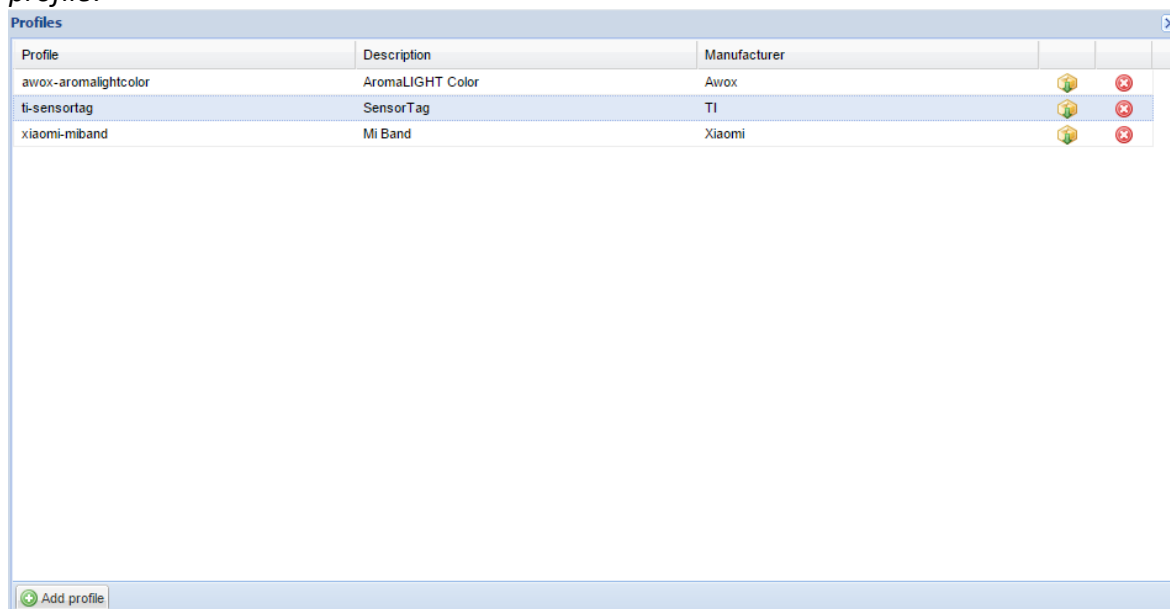 profile.
Profiles
Profile Description Manufacturer
awox-aromalightcolor AromaLIGHT Color Awox
ti-sensortag SensorTag TI
xiaomi-miband Mi Band Xiaomi
Add profile